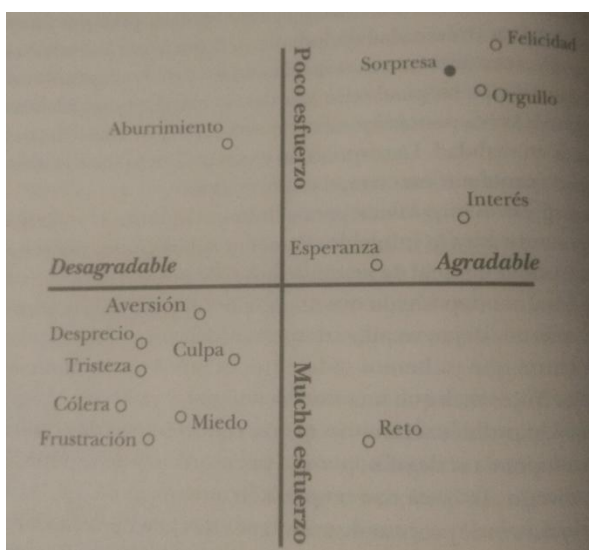 Felicidad
Sorpresa
Orgullo
Poco esfuerzo
Aburrimiento
Interés
Esperanza
Desagradable
Agradable
Aversión
Desprecio
Culpa
Tristeza
Mucho esfuerzo
Cólera
Miedo
Reto
Frustración